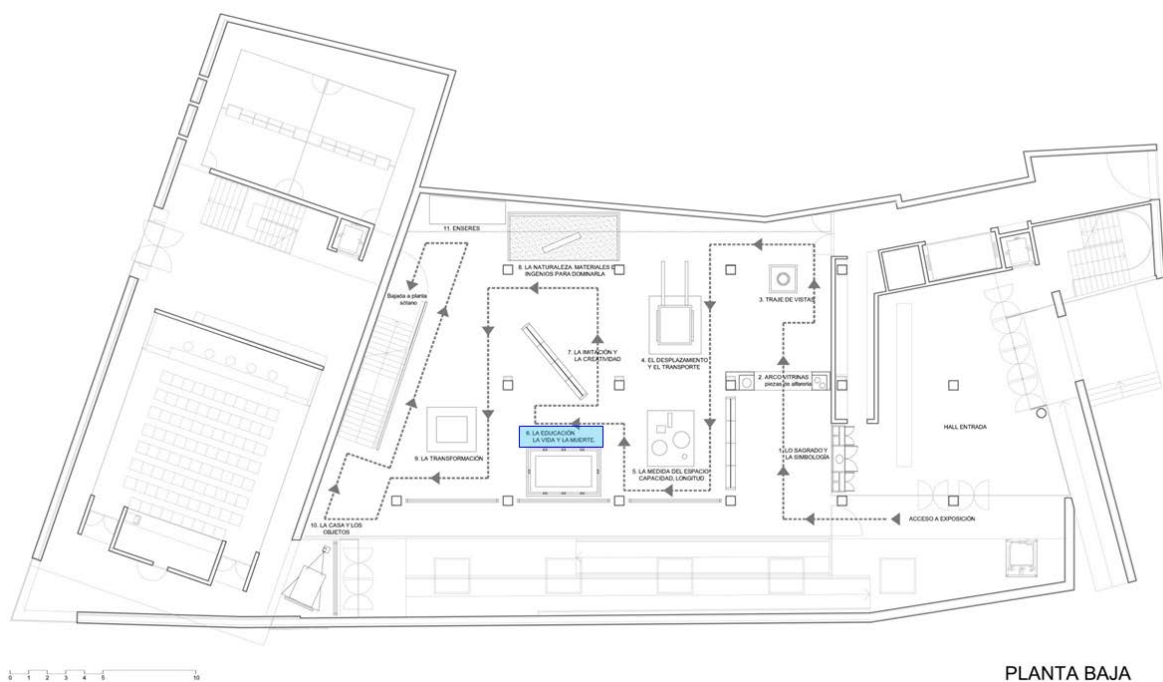 11. ENSERES
8. LA NATURALEZA: MATERIALES E
INGENIOS PARA DOMINARLA
Bajada a planta
sótano
3. TRAJE DE VISTAS
7. LA IMITACIÓN Y
LA CREATIVIDAD
4. EL DESPLAZAMIENTO
Y EL TRANSPORTE
2. ARCO VITRINAS
piezas de alfarería
6. LA EDUCACIÓN.
LA VIDA Y LA MUERTE.
HALL ENTRADA
9. LA TRANSFORMACIÓN
5. LA MEDIDA DEL ESPACIO
CAPACIDAD, LONGITUD
1. LO SAGRADO Y
LA SIMBOLOGÍA
10. LA CASA Y LOS
OBJETOS
ACCESO A EXPOSICIÓN
0 1 2 3 4 5 10
PLANTA BAJA